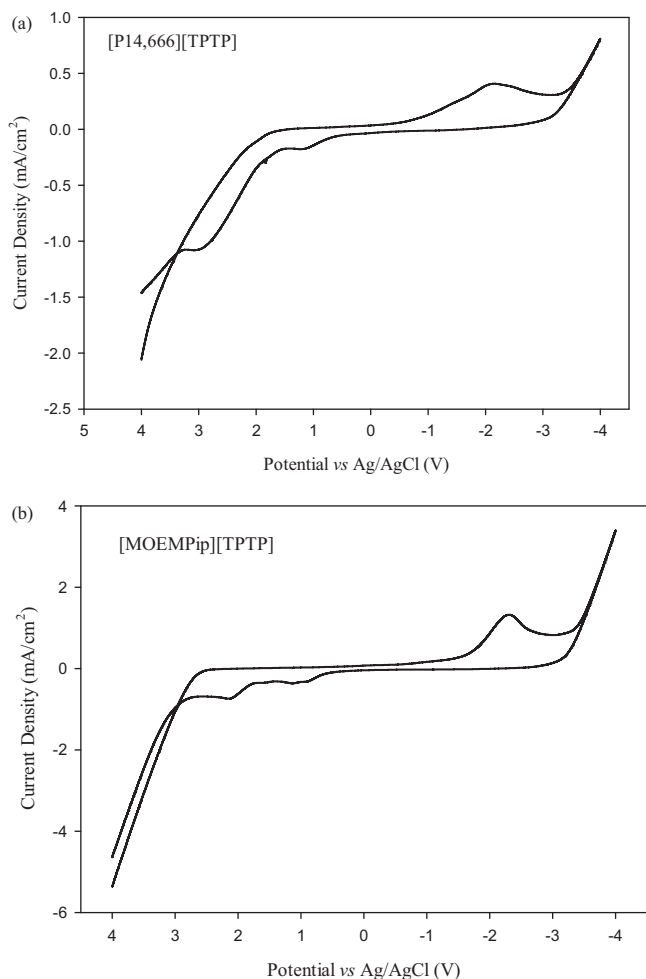 (a)
[P14,666][TPTP]
1.0
0.5
0.0
-0.5
-1.0
-1.5
-2.0
-2.5
Current Density (mA/cm²)
5 4 3 2 1 0 -1 -2 -3 -4
Potential vs Ag/AgCl (V)
(b)
[MOEMPip][TPTP]
4
2
0
-2
-4
-6
Current Density (mA/cm²)
4 3 2 1 0 -1 -2 -3 -4
Potential vs Ag/AgCl (V)